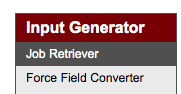 Input Generator
Job Retriever
Force Field Converter